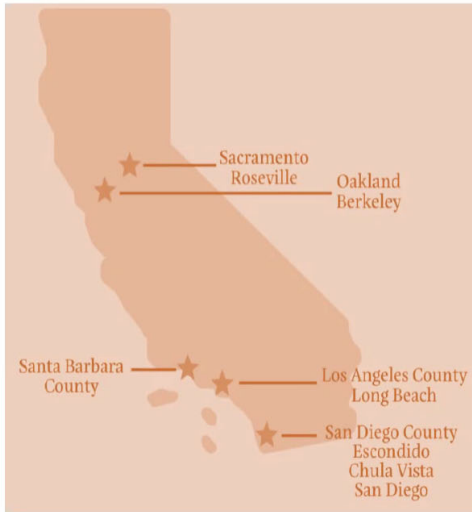 Sacramento
Roseville
Oakland
Berkeley
Santa Barbara
County
Los Angeles County
Long Beach
San Diego County
Escondido
Chula Vista
San Diego